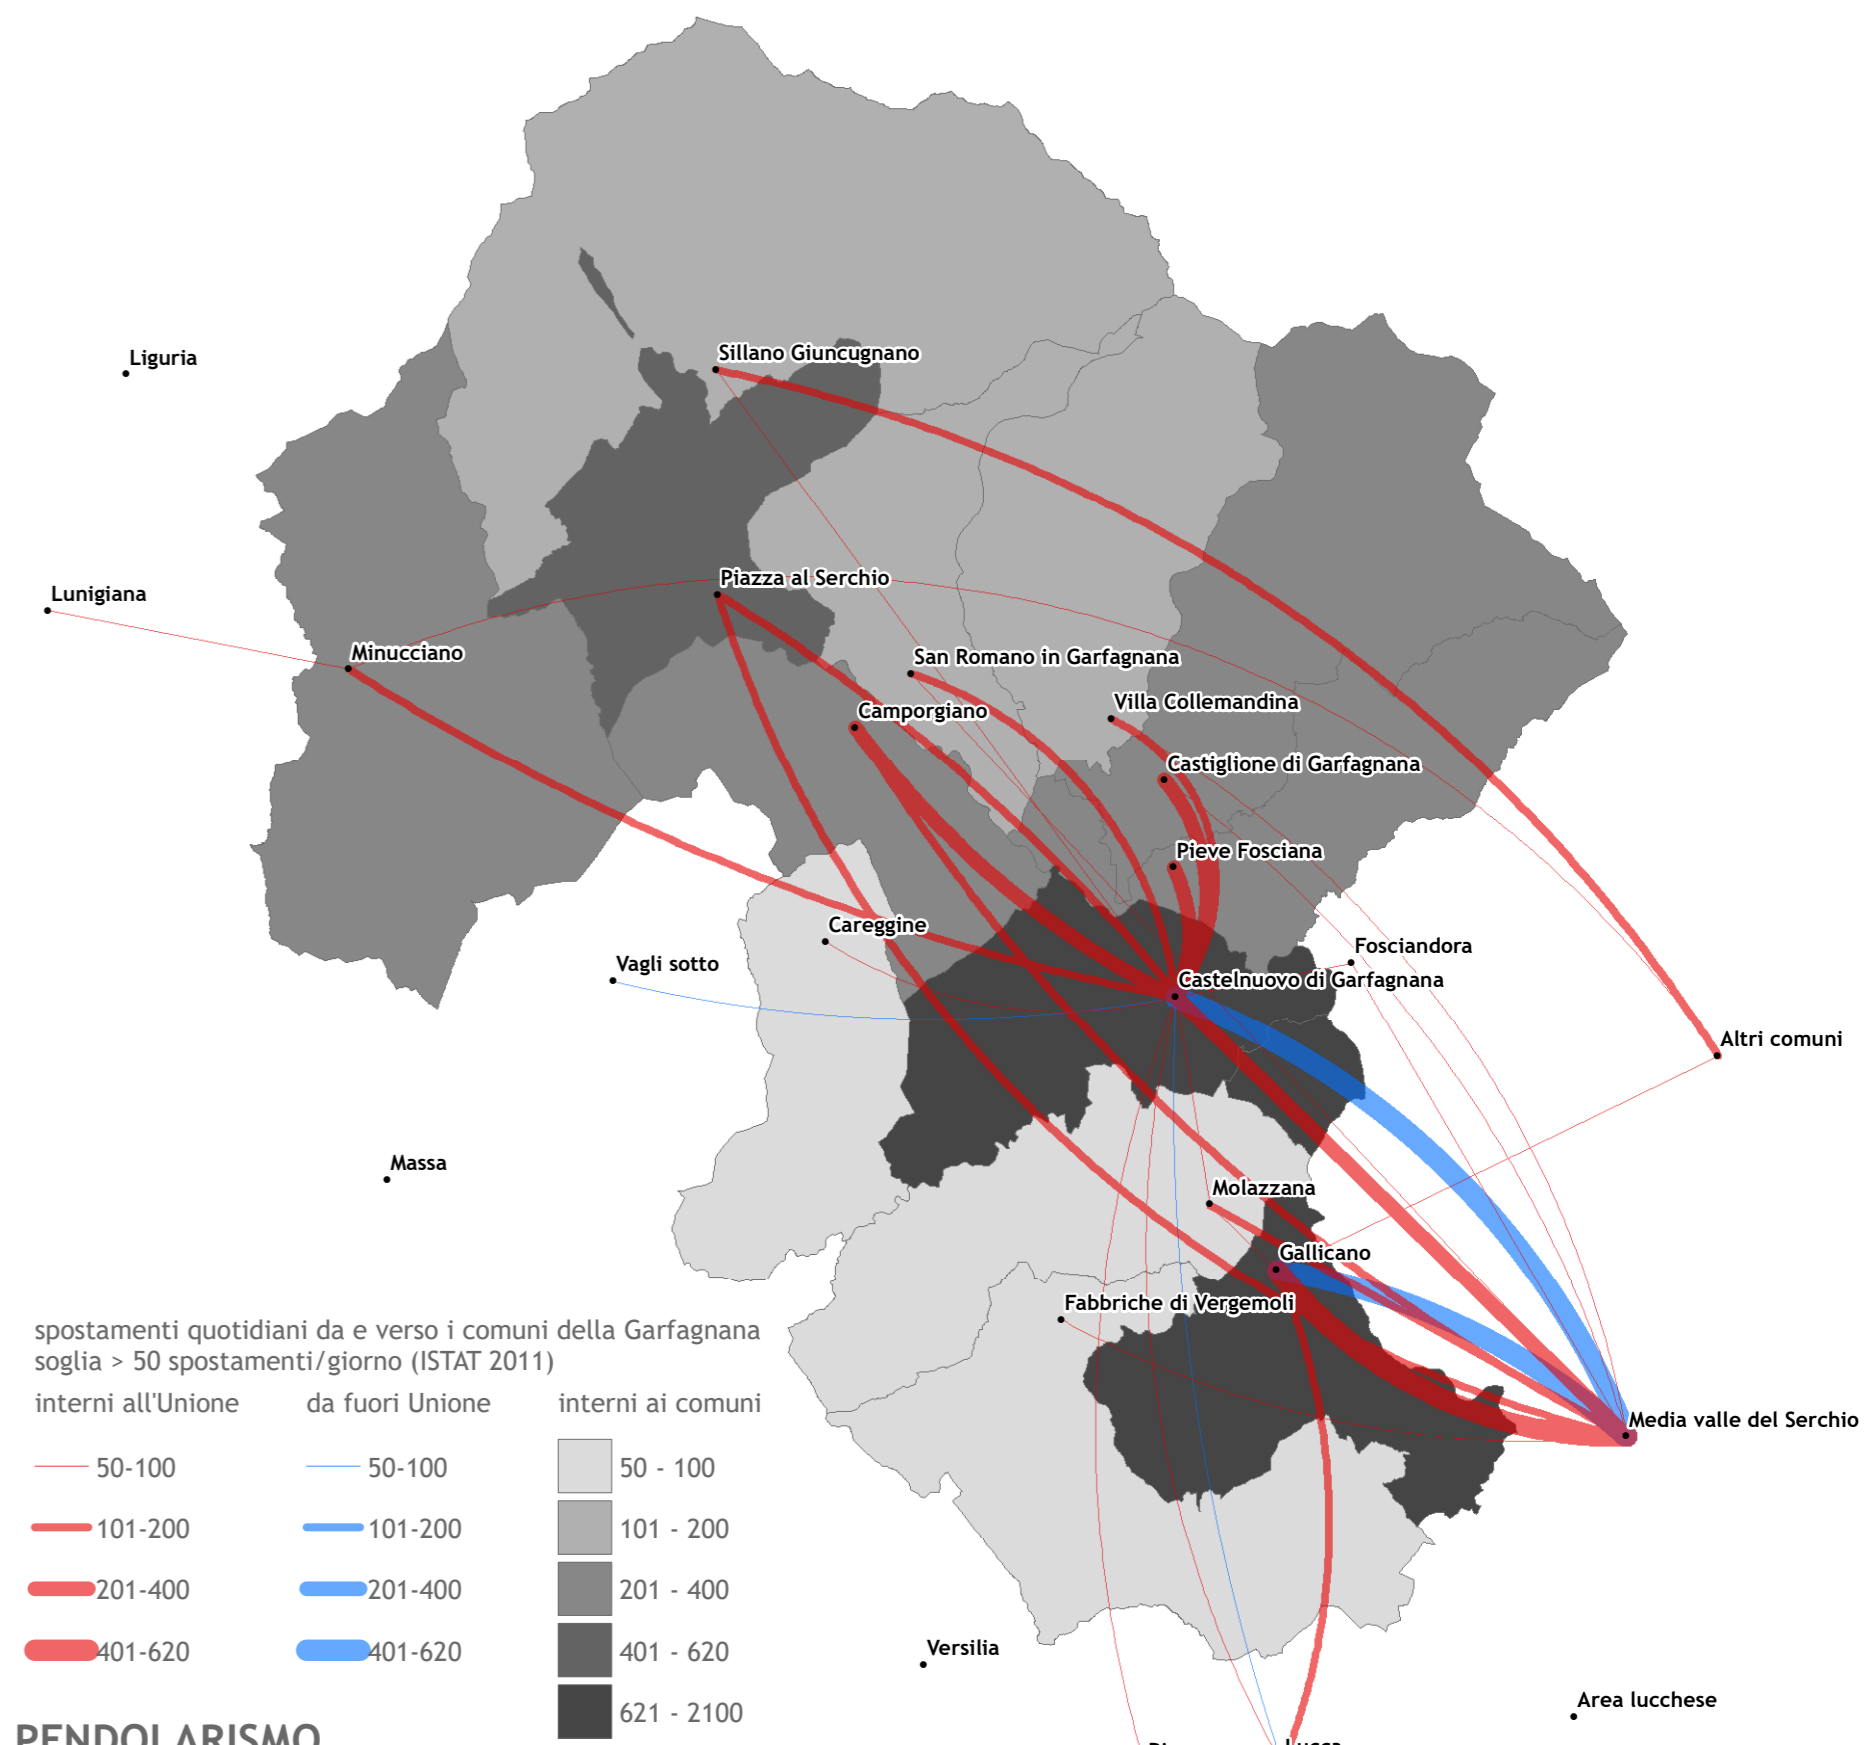 Sillano Giuncugnano
Liguria
Piazza al Serchio
Lunigiana
Minucciano
San Romano in Garfagnana
Villa Collemandina
Camporgiano
Castiglione di Garfagnana
Pieve Fosciana
Careggine
Fosciandora
Vagli sotto
Castelnuovo di Garfagnana
Altri comuni
Massa
Molazzana
Gallicano
Fabbriche di Vergemoli
Media valle del Serchio
spostamenti quotidiani da e verso i comuni della Garfagnana
soglia > 50 spostamenti/giorno (ISTAT 2011)
interni all'Unione
50-100
101-200
201-400
401-620
da fuori Unione
50-100
101-200
201-400
401-620
interni ai comuni
50 - 100
101 - 200
201 - 400
401 - 620
621 - 2100
Versilia
Area lucchese
Lucca
PENDOLARISMO